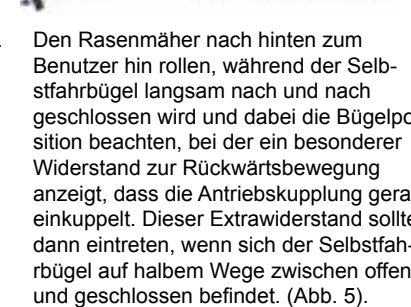 Den Rasenmäher nach hinten zum
Benutzer hin rollen, während der Selb-
stfahrbügel langsam nach und nach
geschlossen wird und dabei die Bügelpo
sition beachten, bei der ein besonderer
Widerstand zur Rückwärtsbewegung
anzeigt, dass die Antriebskupplung gera
einkuppelt. Dieser Extrawiderstand sollte
dann eintreten, wenn sich der Selbstfah-
rbügel auf halbem Wege zwischen offen
und geschlossen befindet. (Abb. 5).